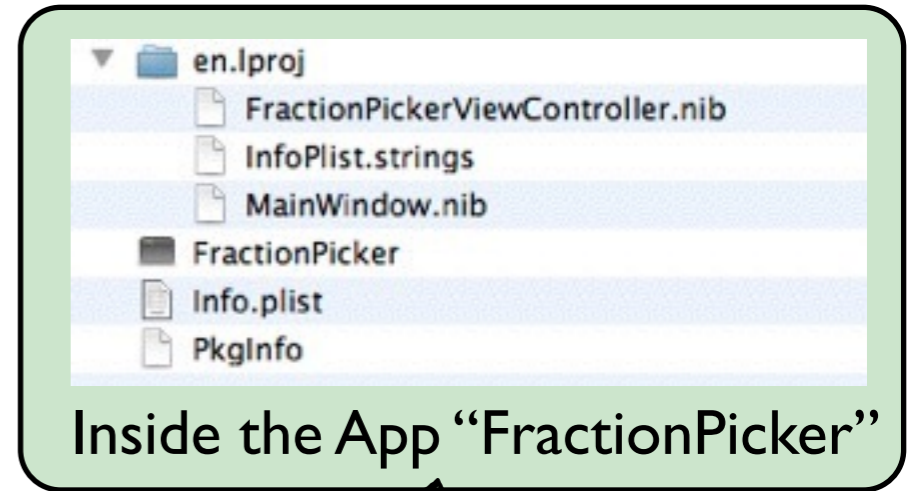 en.lproj
FractionPickerViewController.nib
InfoPlist.strings
MainWindow.nib
FractionPicker
Info.plist
PkgInfo
Inside the App “FractionPicker”